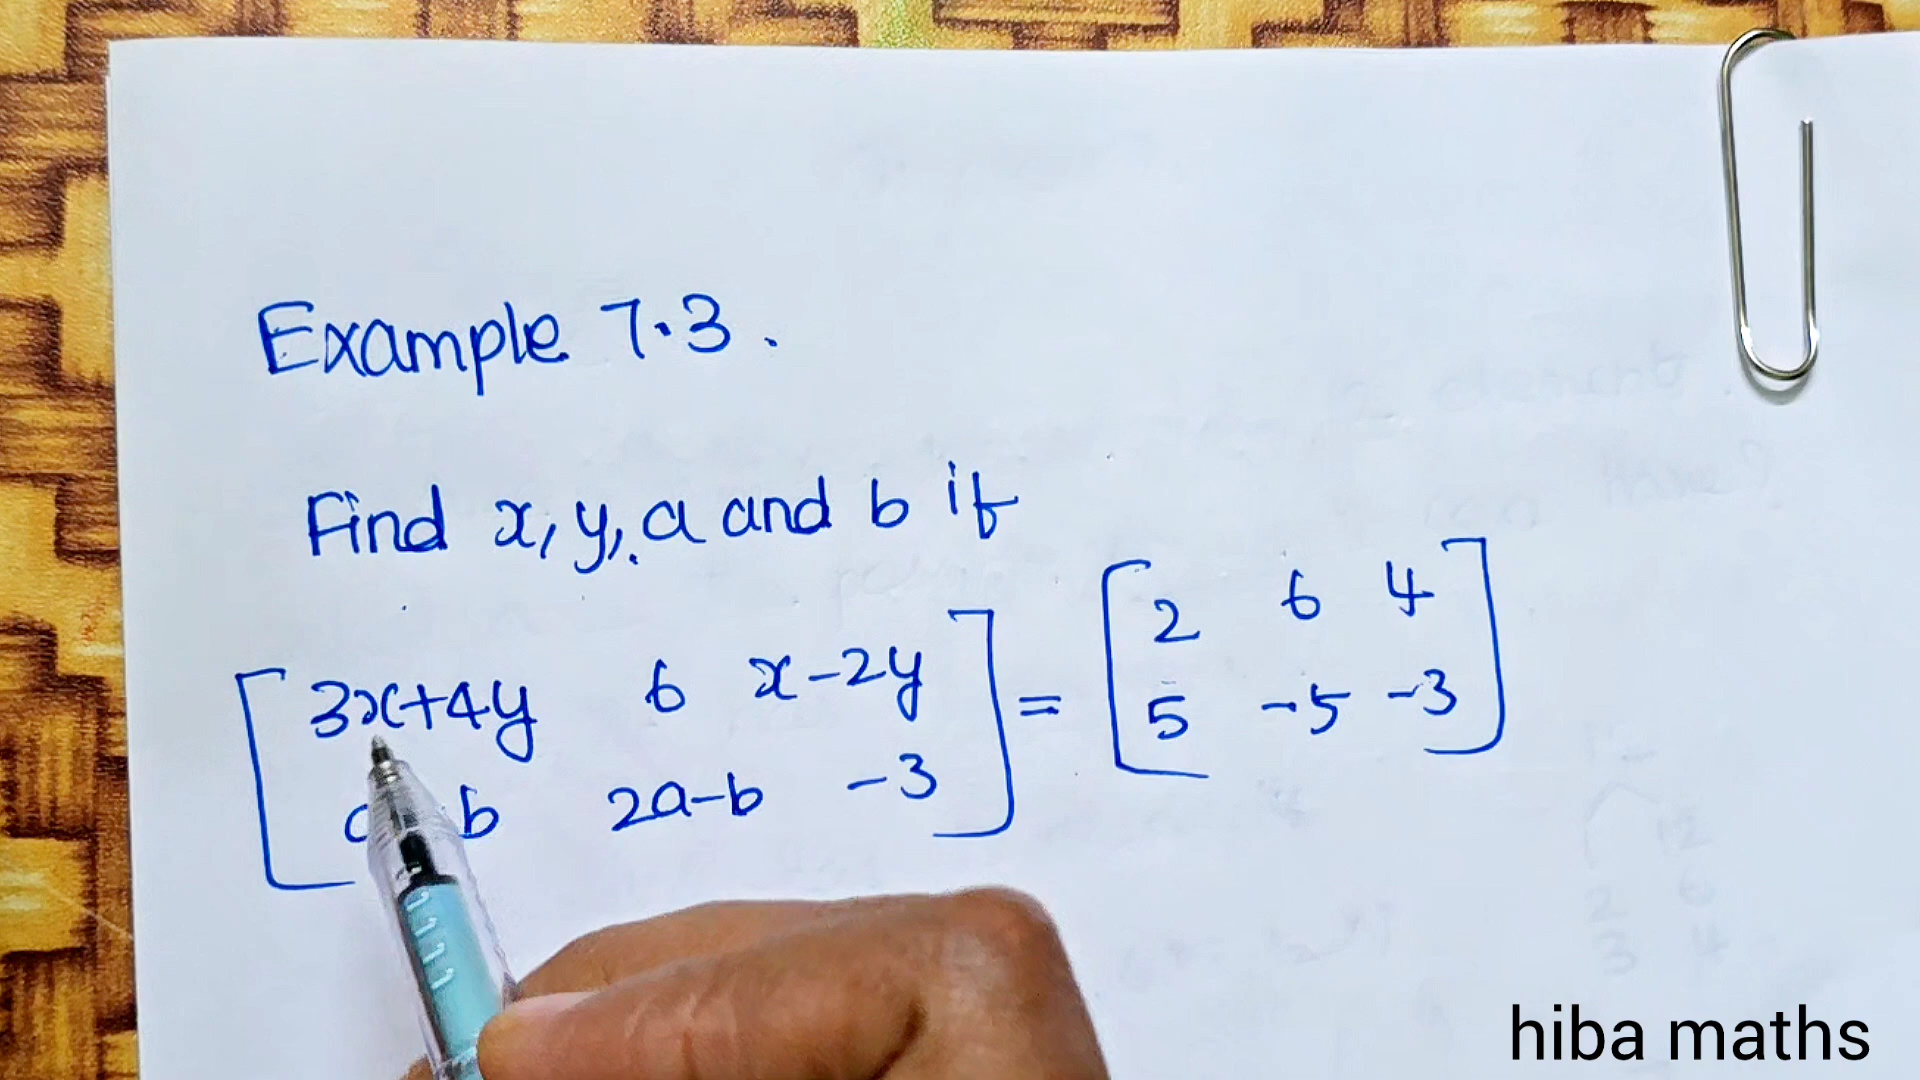 Example 7.3.
Find x, y, a and b if
[ 3x+4y 6 x-2y ] = [ 2 6 4 ]
[ b 2a-b -3 ] [ 5 -5 -3 ]
hiba maths